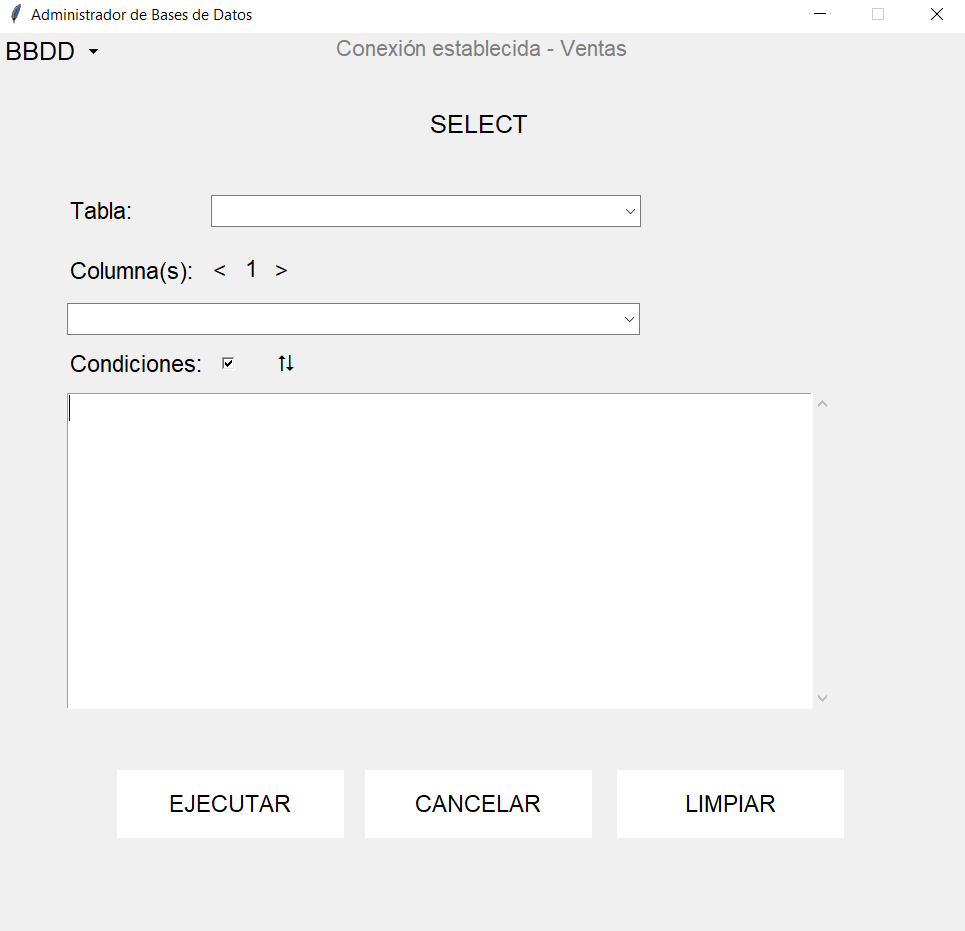 Administrador de Bases de Datos
BBDD
Conexión establecida - Ventas
SELECT
Tabla:
Columna(s): < 1 >
Condiciones:
EJECUTAR CANCELAR LIMPIAR